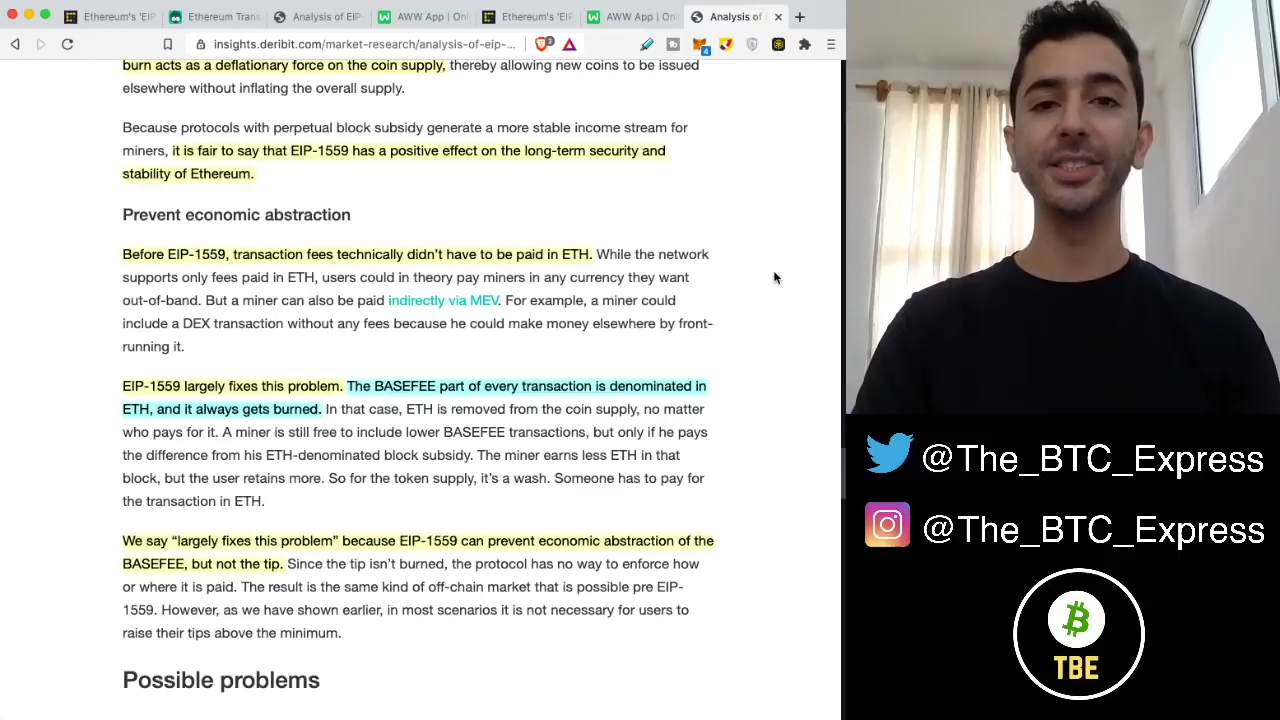 Ethereum's 'EIP
Ethereum Trans
Analysis of EIP-
AWW App | Onl
Ethereum's 'EIP
AWW App | Onl
Analysis of
insights.deribit.com/market-research/analysis-of-eip-...
2
4
burn acts as a deflationary force on the coin supply, thereby allowing new coins to be issued
elsewhere without inflating the overall supply.
Because protocols with perpetual block subsidy generate a more stable income stream for
miners, it is fair to say that EIP-1559 has a positive effect on the long-term security and
stability of Ethereum.
Prevent economic abstraction
Before EIP-1559, transaction fees technically didn't have to be paid in ETH. While the network
supports only fees paid in ETH, users could in theory pay miners in any currency they want
out-of-band. But a miner can also be paid indirectly via MEV. For example, a miner could
include a DEX transaction without any fees because he could make money elsewhere by front-
running it.
EIP-1559 largely fixes this problem. The BASEFEE part of every transaction is denominated in
ETH, and it always gets burned. In that case, ETH is removed from the coin supply, no matter
who pays for it. A miner is still free to include lower BASEFEE transactions, but only if he pays
the difference from his ETH-denominated block subsidy. The miner earns less ETH in that
block, but the user retains more. So for the token supply, it's a wash. Someone has to pay for
the transaction in ETH.
We say “largely fixes this problem” because EIP-1559 can prevent economic abstraction of the
BASEFEE, but not the tip. Since the tip isn't burned, the protocol has no way to enforce how
or where it is paid. The result is the same kind of off-chain market that is possible pre EIP-
1559. However, as we have shown earlier, in most scenarios it is not necessary for users to
raise their tips above the minimum.
Possible problems
@The_BTC_Express
@The_BTC_Express
TBE